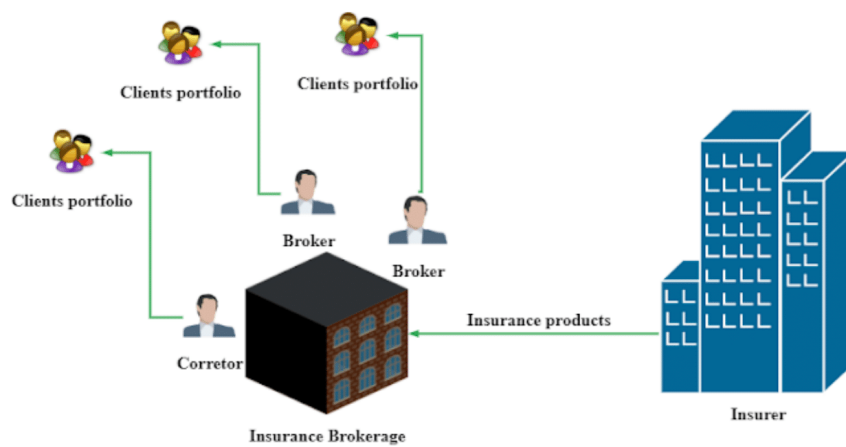 Clients portfolio
Clients portfolio
Clients portfolio
Broker
Broker
Insurance products
Corretor
Insurer
Insurance Brokerage